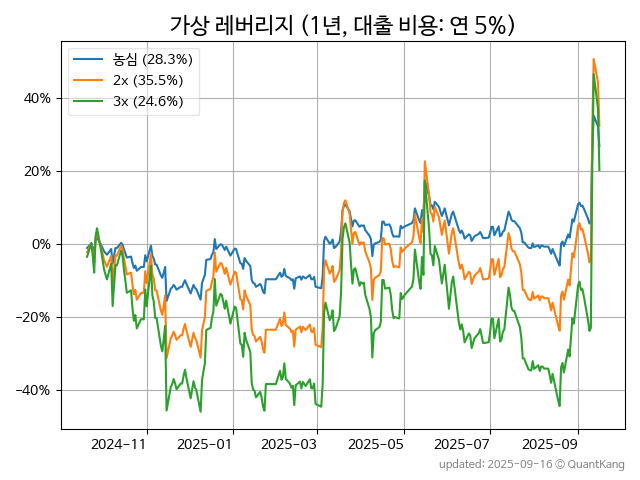 가상 레버리지 (1년, 대출 비용: 연 5%)
농심 (28.3%)
2x (35.5%)
3x (24.6%)
40%
20%
0%
−20%
−40%
2024-11
2025-01
2025-03
2025-05
2025-07
2025-09
updated: 2025-09-16 © QuantKang